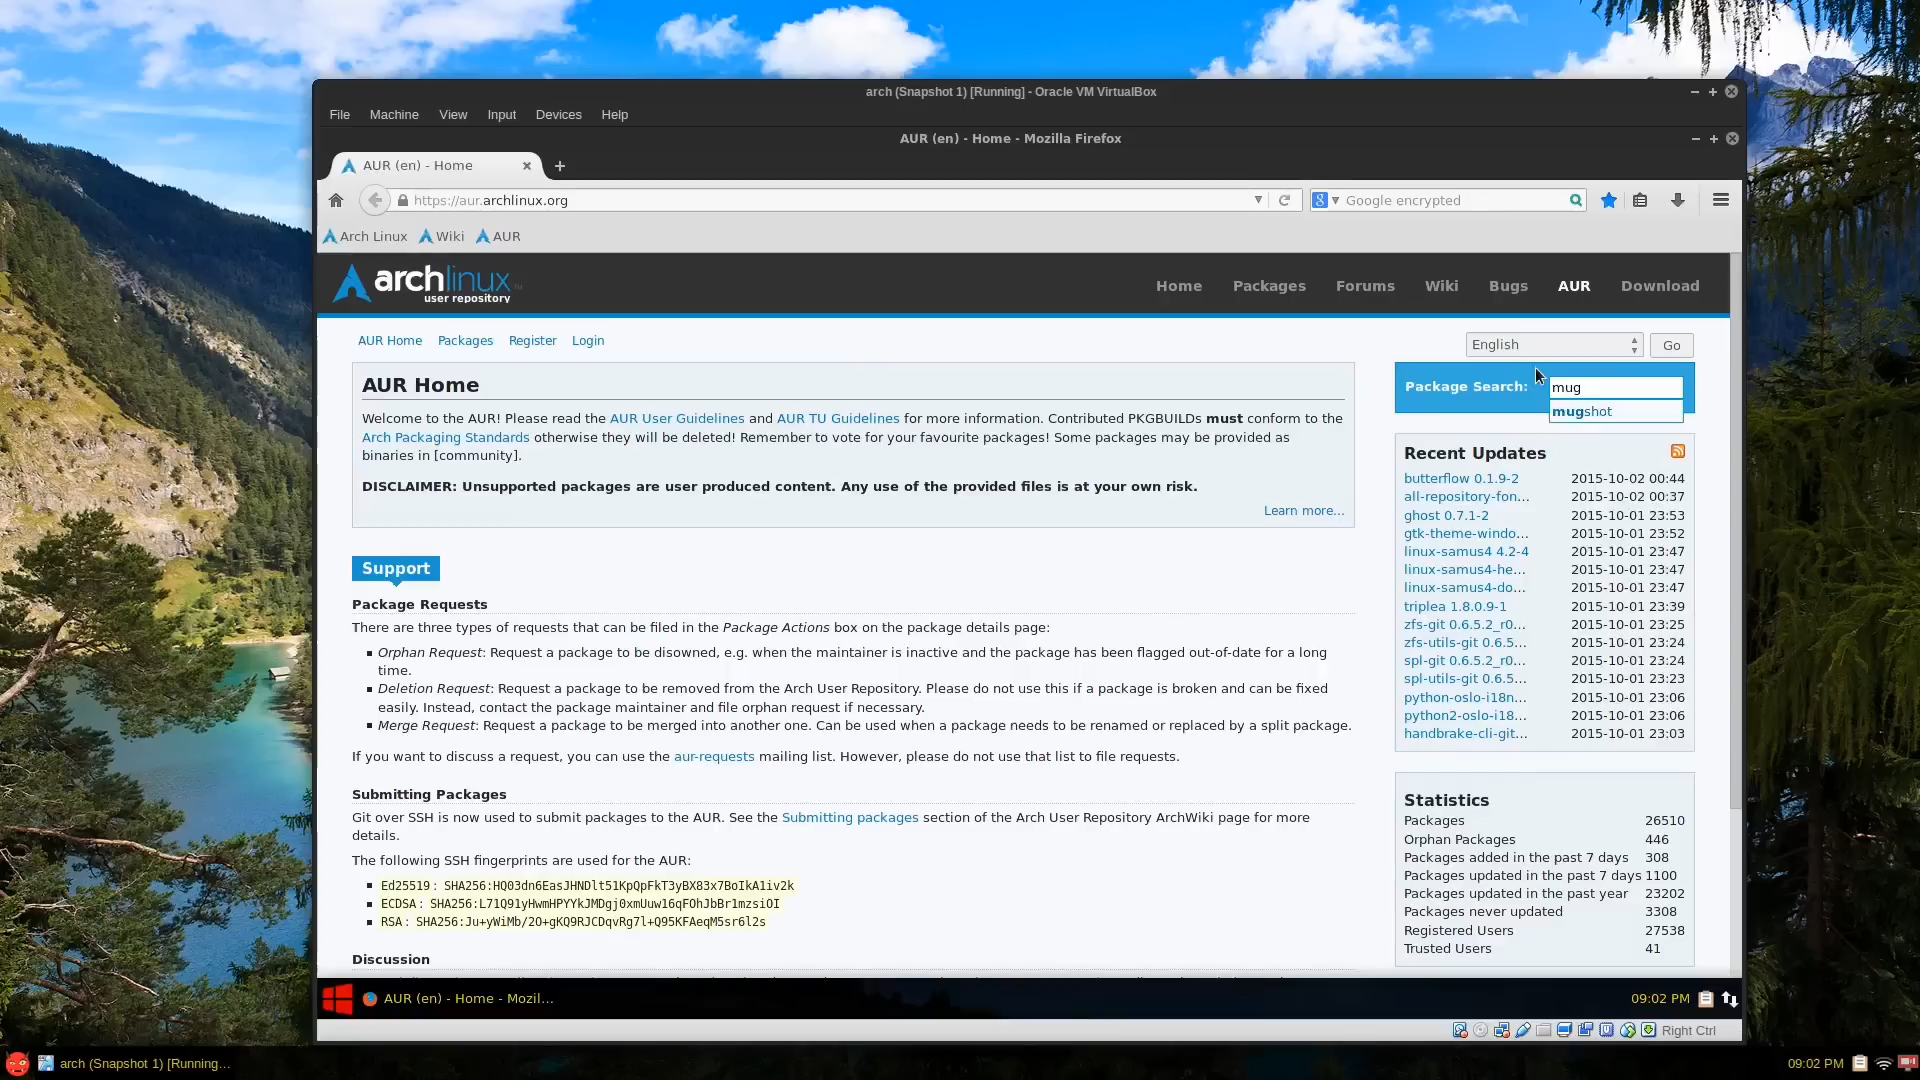 arch (Snapshot 1) [Running] - Oracle VM VirtualBox
File Machine View Input Devices Help
AUR (en) - Home - Mozilla Firefox
AUR (en) - Home
https://aur.archlinux.org
Google encrypted
Arch Linux Wiki AUR
archlinux
user repository
Home Packages Forums Wiki Bugs AUR Download
AUR Home Packages Register Login
English Go
AUR Home
Welcome to the AUR! Please read the AUR User Guidelines and AUR TU Guidelines for more information. Contributed PKGBUILDs must conform to the
Arch Packaging Standards otherwise they will be deleted! Remember to vote for your favourite packages! Some packages may be provided as
binaries in [community].
DISCLAIMER: Unsupported packages are user produced content. Any use of the provided files is at your own risk.
Learn more...
Support
Package Requests
There are three types of requests that can be filed in the Package Actions box on the package details page:
Orphan Request: Request a package to be disowned, e.g. when the maintainer is inactive and the package has been flagged out-of-date for a long
time.
Deletion Request: Request a package to be removed from the Arch User Repository. Please do not use this if a package is broken and can be fixed
easily. Instead, contact the package maintainer and file orphan request if necessary.
Merge Request: Request a package to be merged into another one. Can be used when a package needs to be renamed or replaced by a split package.
If you want to discuss a request, you can use the aur-requests mailing list. However, please do not use that list to file requests.
Submitting Packages
Git over SSH is now used to submit packages to the AUR. See the Submitting packages section of the Arch User Repository ArchWiki page for more
details.
The following SSH fingerprints are used for the AUR:
Ed25519: SHA256:HQ03dn6EasJHNDlt51KpQpFkT3yBX83x7BoIkA1iv2k
ECDSA: SHA256:L71Q91yHwmHPYYkJMDgj0xmUuw16qFOhJbBr1mzsiOI
RSA: SHA256:Ju+yWiMb/2O+gKQ9RJCDqvRg7l+Q95KFAeqM5sr6l2s
Discussion
Package Search: mug
mugshot
Recent Updates
butterflow 0.1.9-2 2015-10-02 00:44
all-repository-fon... 2015-10-02 00:37
ghost 0.7.1-2 2015-10-01 23:53
gtk-theme-windo... 2015-10-01 23:52
linux-samus4 4.2-4 2015-10-01 23:47
linux-samus4-he... 2015-10-01 23:47
linux-samus4-do... 2015-10-01 23:47
triplea 1.8.0.9-1 2015-10-01 23:39
zfs-git 0.6.5.2_r0... 2015-10-01 23:25
zfs-utils-git 0.6.5... 2015-10-01 23:24
spl-git 0.6.5.2_r0... 2015-10-01 23:24
spl-utils-git 0.6.5... 2015-10-01 23:23
python-oslo-i18n... 2015-10-01 23:06
python2-oslo-i18... 2015-10-01 23:06
handbrake-cli-git... 2015-10-01 23:03
Statistics
Packages 26510
Orphan Packages 446
Packages added in the past 7 days 308
Packages updated in the past 7 days 1100
Packages updated in the past year 23202
Packages never updated 3308
Registered Users 27538
Trusted Users 41
AUR (en) - Home - Mozil... 09:02 PM
Right Ctrl
arch (Snapshot 1) [Running... 09:02 PM